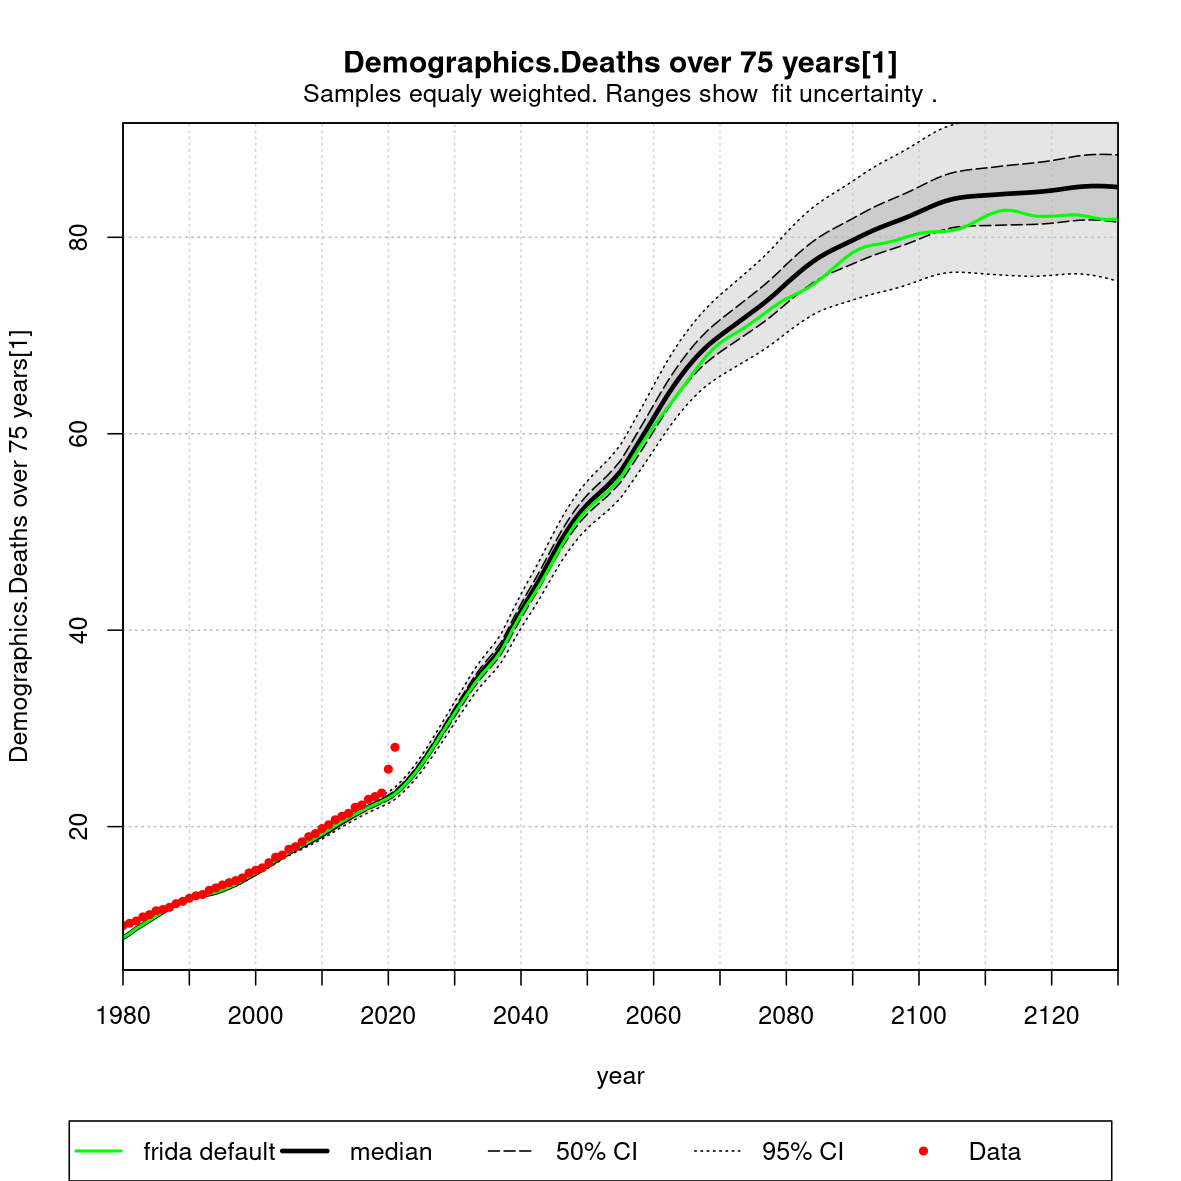 Demographics.Deaths over 75 years[1]
Samples equaly weighted. Ranges show  fit uncertainty .
Demographics.Deaths over 75 years[1]
80
60
40
20
1980 2000 2020 2040 2060 2080 2100 2120
year
frida default median 50% CI 95% CI Data